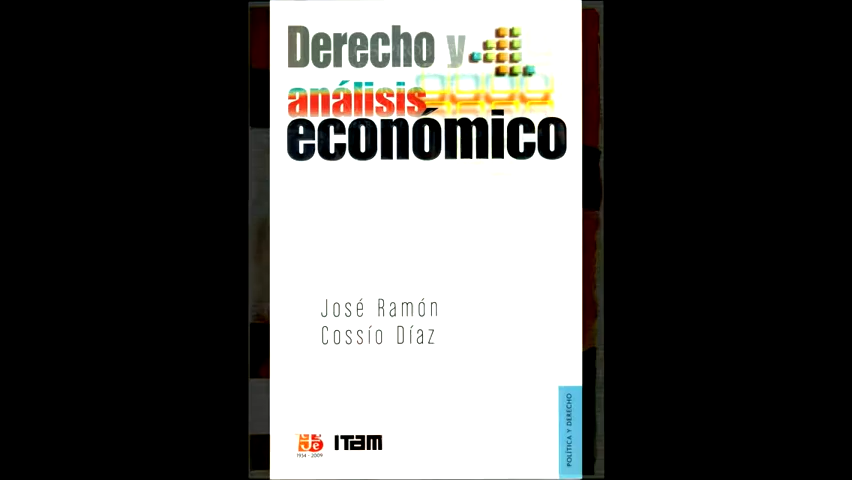 Derecho y
análisis
económico
José Ramón
Cossío Díaz
1934 - 2009
ITAM
POLÍTICA Y DERECHO